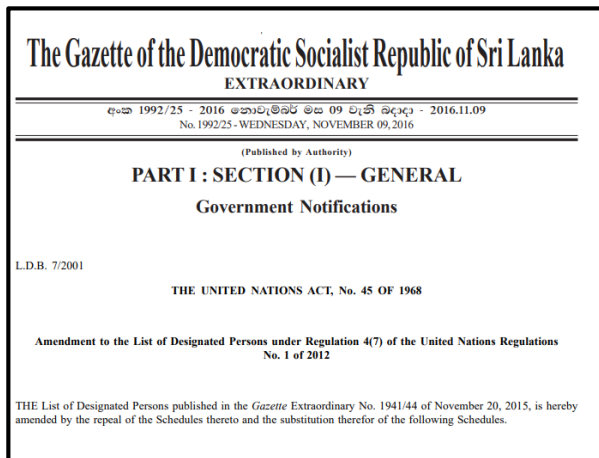 The Gazette of the Democratic Socialist Republic of Sri Lanka
EXTRAORDINARY
අංක 1992/25 - 2016 නොවැම්බර් මස 09 වැනි බදාදා - 2016.11.09
No. 1992/25 - WEDNESDAY, NOVEMBER 09, 2016
(Published by Authority)
PART I : SECTION (I) — GENERAL
Government Notifications
L.D.B. 7/2001
THE UNITED NATIONS ACT, No. 45 OF 1968
Amendment to the List of Designated Persons under Regulation 4(7) of the United Nations Regulations
No. 1 of 2012
THE List of Designated Persons published in the Gazette Extraordinary No. 1941/44 of November 20, 2015, is hereby
amended by the repeal of the Schedules thereto and the substitution therefor of the following Schedules.